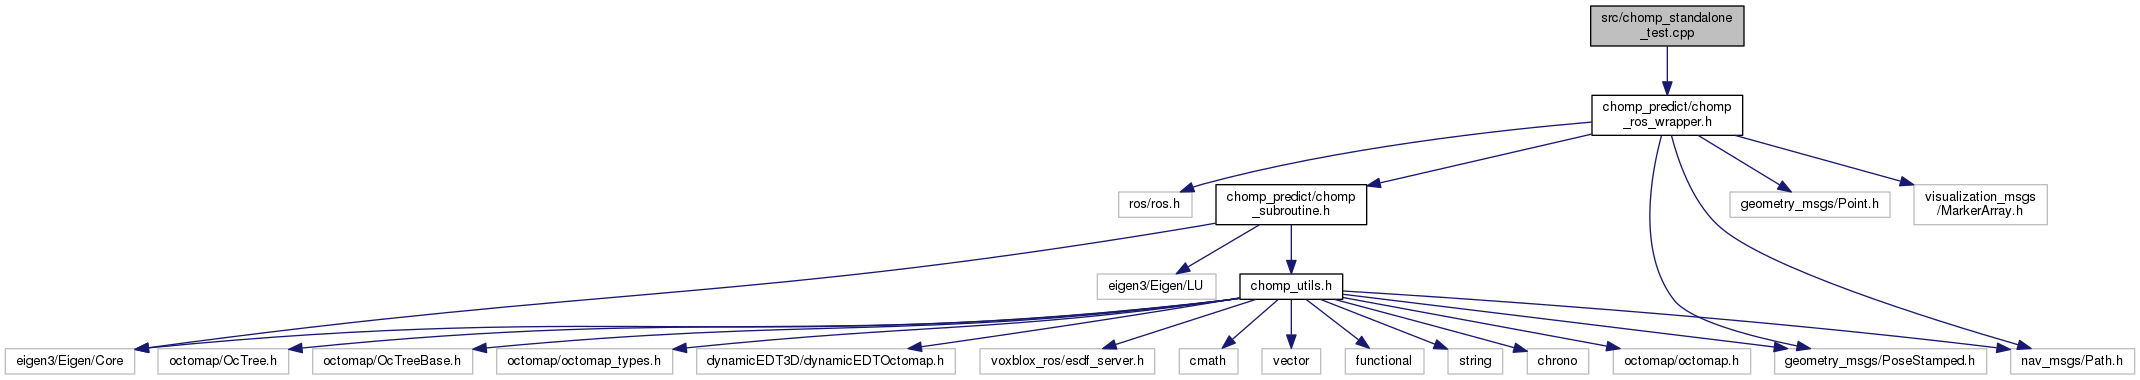 src/chomp_standalone
_test.cpp
chomp_predict/chomp
_ros_wrapper.h
ros/ros.h
chomp_predict/chomp
_subroutine.h
geometry_msgs/Point.h
visualization_msgs
/MarkerArray.h
eigen3/Eigen/LU
chomp_utils.h
eigen3/Eigen/Core
octomap/OcTree.h
octomap/OcTreeBase.h
octomap/octomap_types.h
dynamicEDT3D/dynamicEDTOctomap.h
voxblox_ros/esdf_server.h
cmath
vector
functional
string
chrono
octomap/octomap.h
geometry_msgs/PoseStamped.h
nav_msgs/Path.h